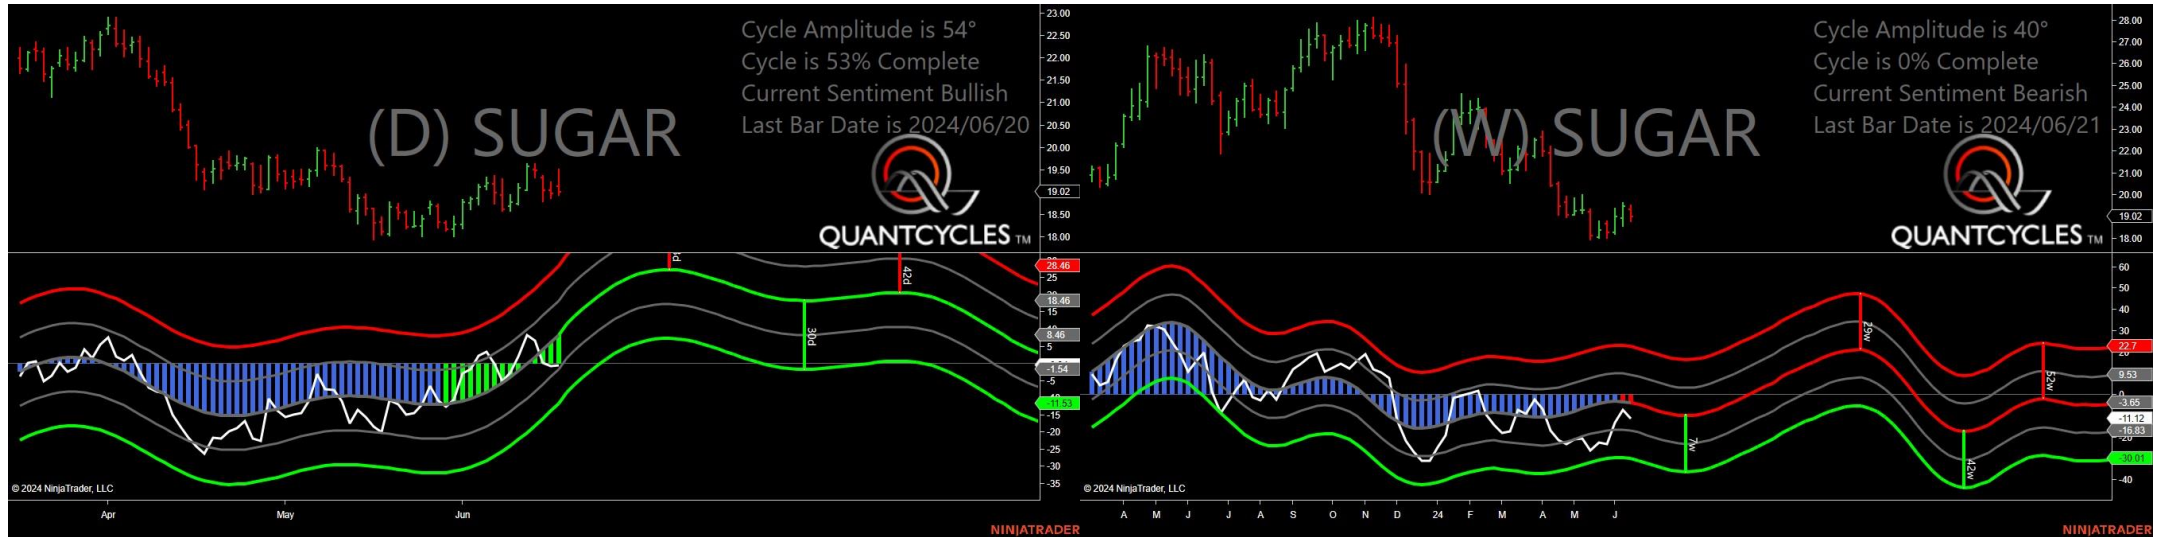 Cycle Amplitude is 54°
Cycle is 53% Complete
Current Sentiment Bullish
Last Bar Date is 2024/06/20
(D) SUGAR
QUANTCYCLES TM
23.00
22.50
22.00
21.50
21.00
20.50
20.00
19.50
19.02
18.50
18.00
42d
30d
28.46
25
18.46
15
8.46
5
-1.54
-5
-11.53
-15
-20
-25
-30
-35
© 2024 NinjaTrader, LLC
Apr
May
Jun
NINJATRADER
Cycle Amplitude is 40°
Cycle is 0% Complete
Current Sentiment Bearish
Last Bar Date is 2024/06/21
(W) SUGAR
QUANTCYCLES TM
28.00
27.00
26.00
25.00
24.00
23.00
22.00
21.00
20.00
19.02
18.00
29w
52w
7w
42w
60
50
40
30
22.7
20
9.53
0
-3.65
-11.12
-16.83
-20
-30.01
-40
© 2024 NinjaTrader, LLC
A M J J A S O N D 24 F M A M J
NINJATRADER